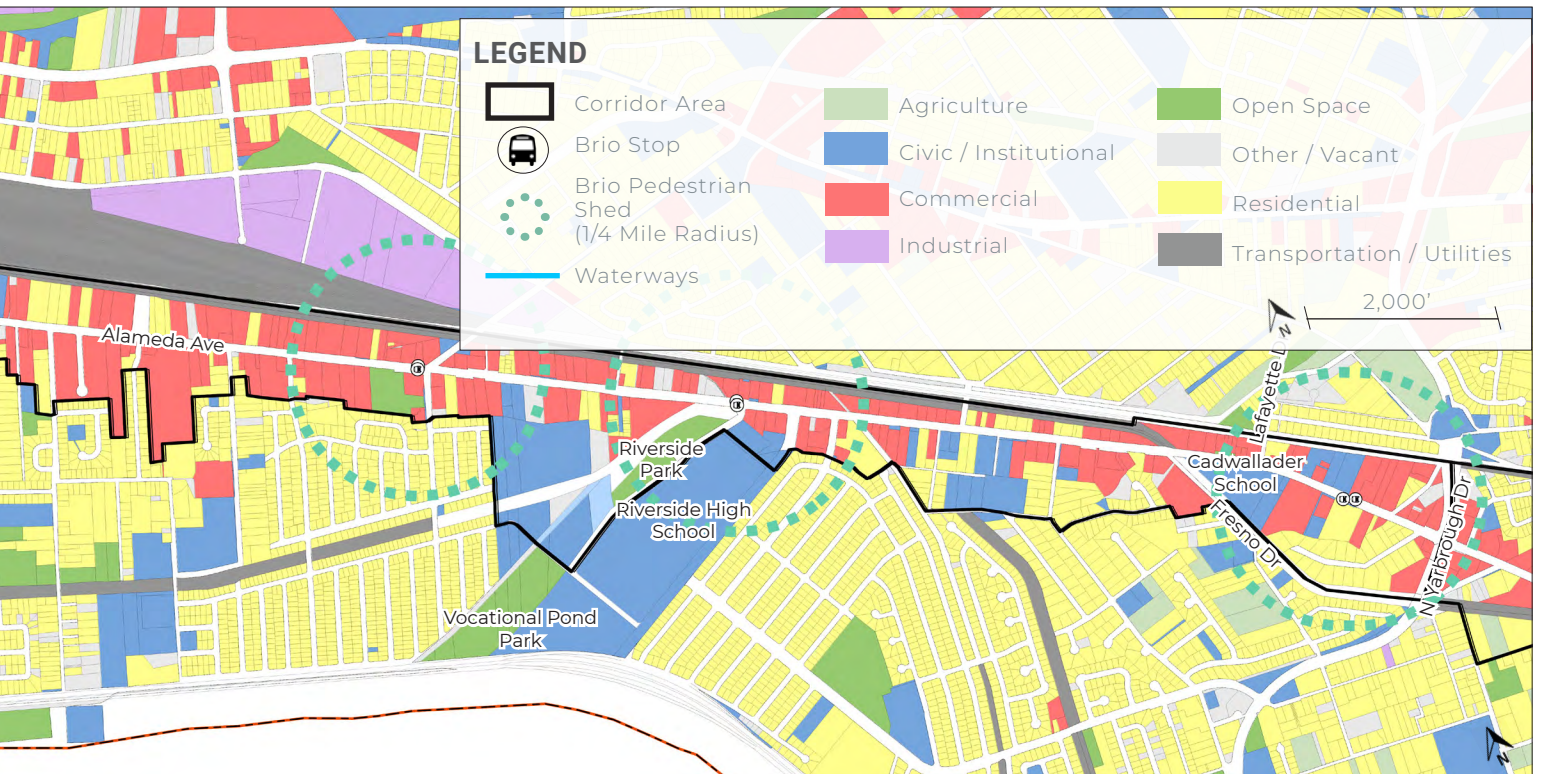 LEGEND
Corridor Area
Brio Stop
Brio Pedestrian
Shed
(1/4 Mile Radius)
Waterways
Agriculture
Civic / Institutional
Commercial
Industrial
Open Space
Other / Vacant
Residential
Transportation / Utilities
2,000'
N
Alameda Ave
Riverside
Park
Riverside High
School
Vocational Pond
Park
Lafayette D
Cadwallader
School
Fresno Dr
N Yarbrough Dr
N